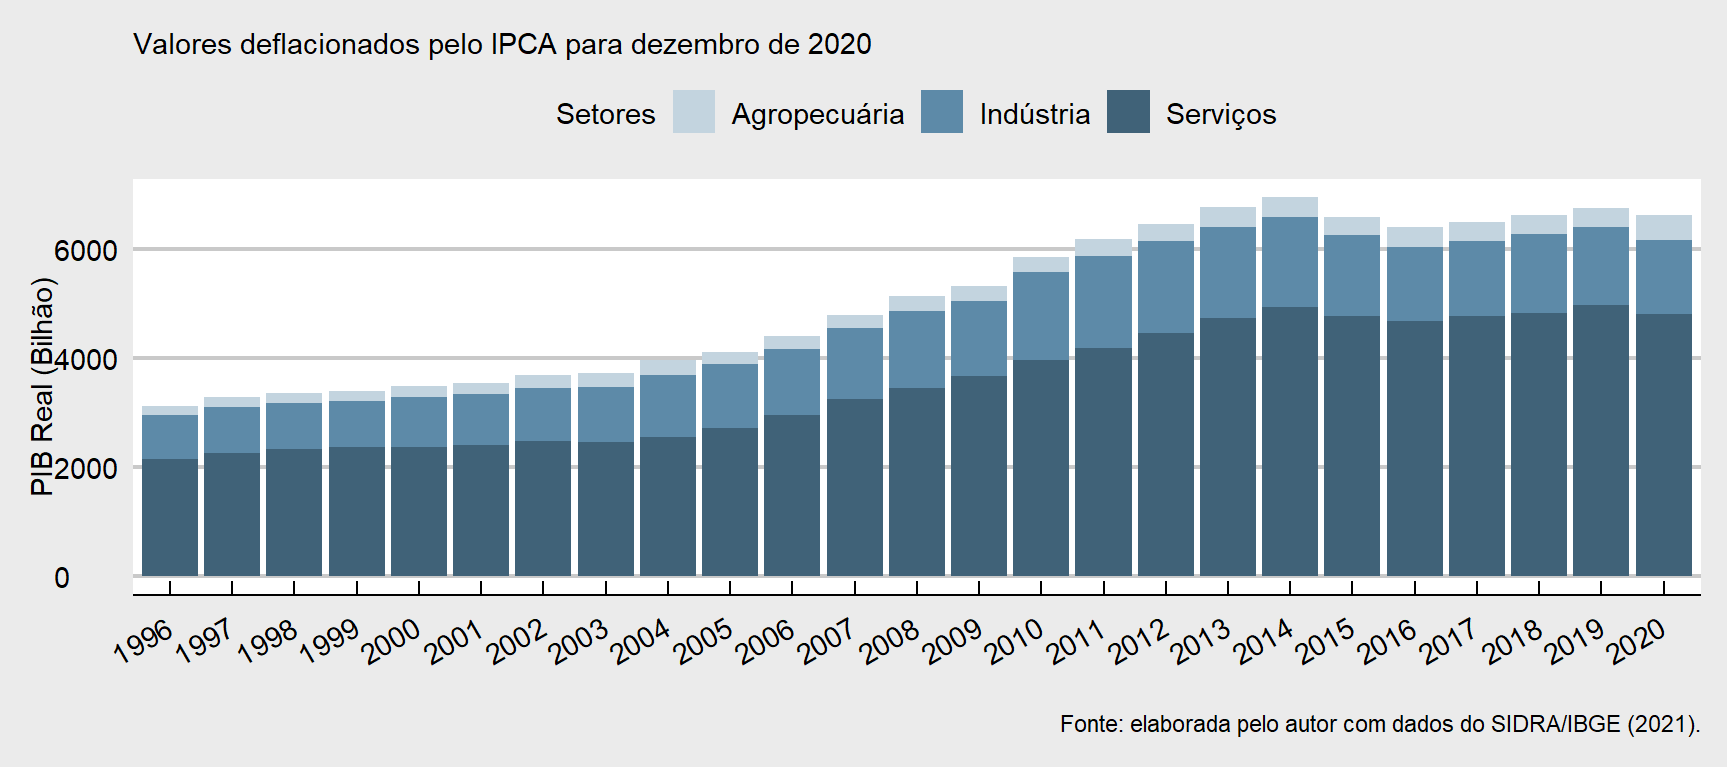 Valores deflacionados pelo IPCA para dezembro de 2020
Setores Agropecuária Indústria Serviços
PIB Real (Bilhão)
6000
4000
2000
0
1996 1997 1998 1999 2000 2001 2002 2003 2004 2005 2006 2007 2008 2009 2010 2011 2012 2013 2014 2015 2016 2017 2018 2019 2020
Fonte: elaborada pelo autor com dados do SIDRA/IBGE (2021).